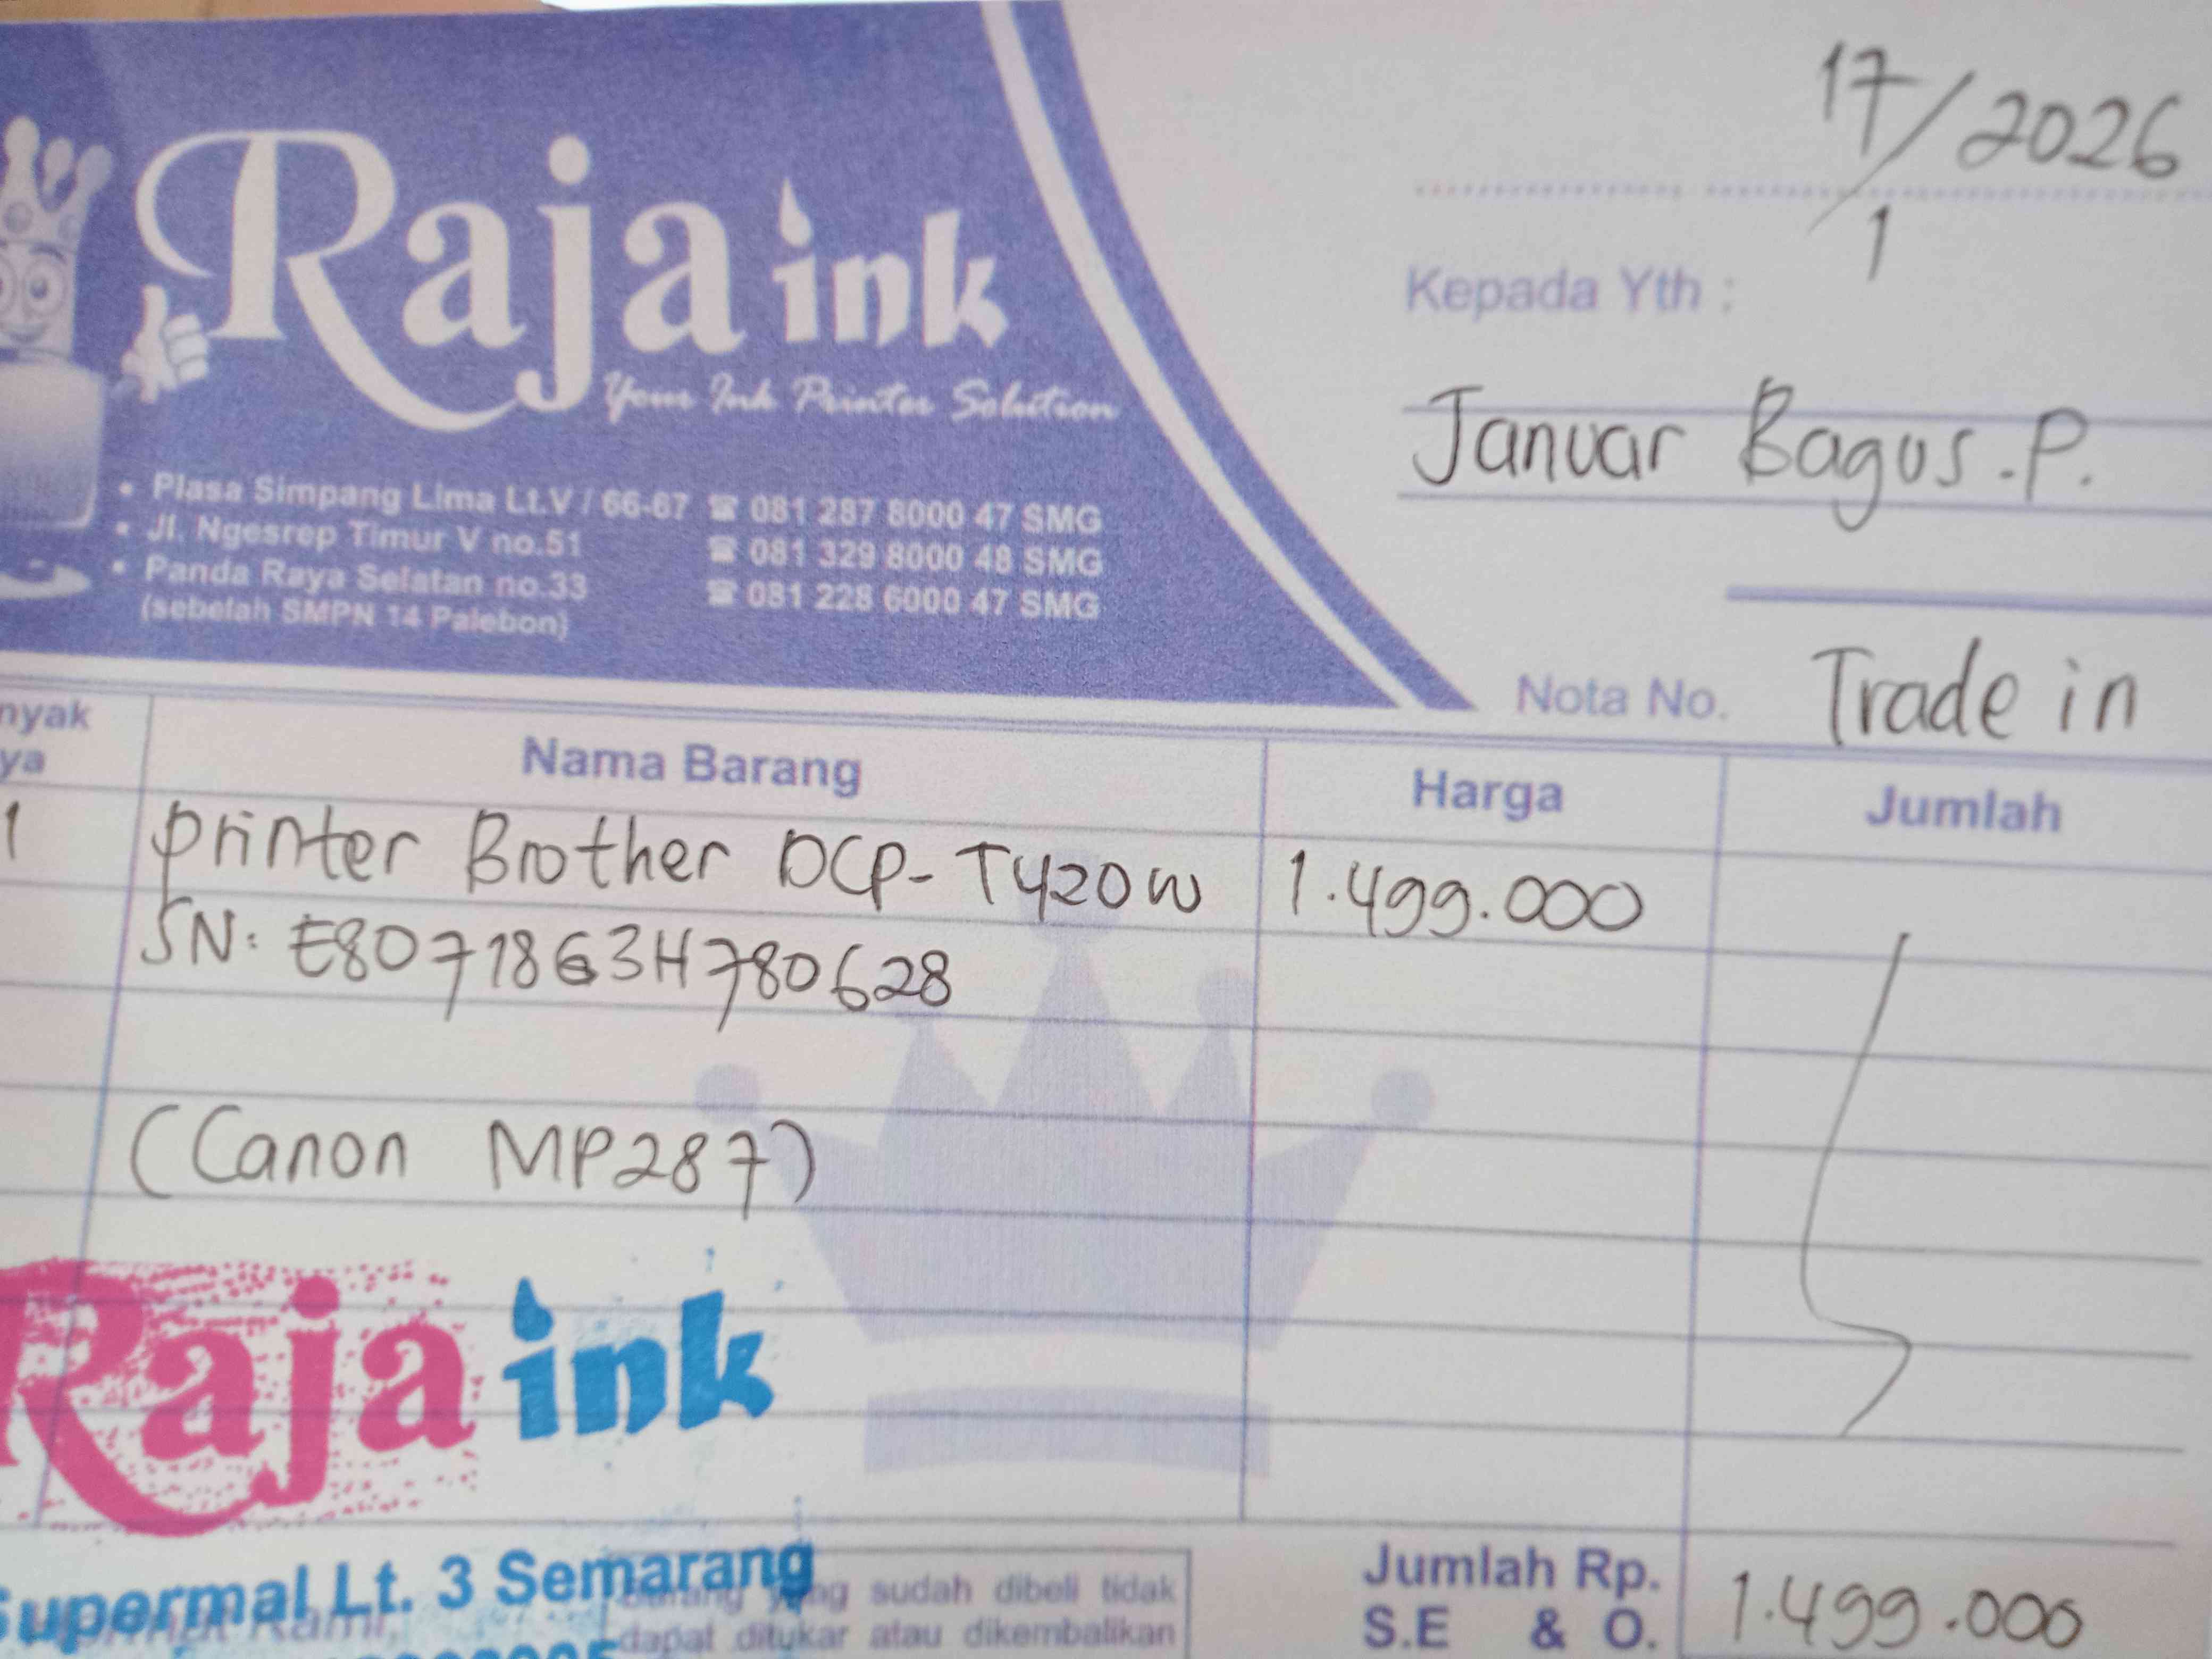 Raja ink
Your Ink Printer Solution
• Plasa Simpang Lima Lt.V / 66-67 ☎ 081 287 8000 47 SMG
• Jl. Ngesrep Timur V no.51 ☎ 081 329 8000 48 SMG
• Panda Raya Selatan no.33 ☎ 081 228 6000 47 SMG
(sebelah SMPN 14 Palebon)
17/1/2026
Kepada Yth :
Januar Bagus.P.
Nota No. Trade in
nyak
ya
Nama Barang Harga Jumlah
1 printer Brother DCP-T420W 1.499.000
SN: E80718G3H780628
(Canon MP287)
Raja ink
Supermal Lt. 3 Semarang
Barang yang sudah dibeli tidak
dapat ditukar atau dikembalikan
Jumlah Rp. 1.499.000
S.E & O.